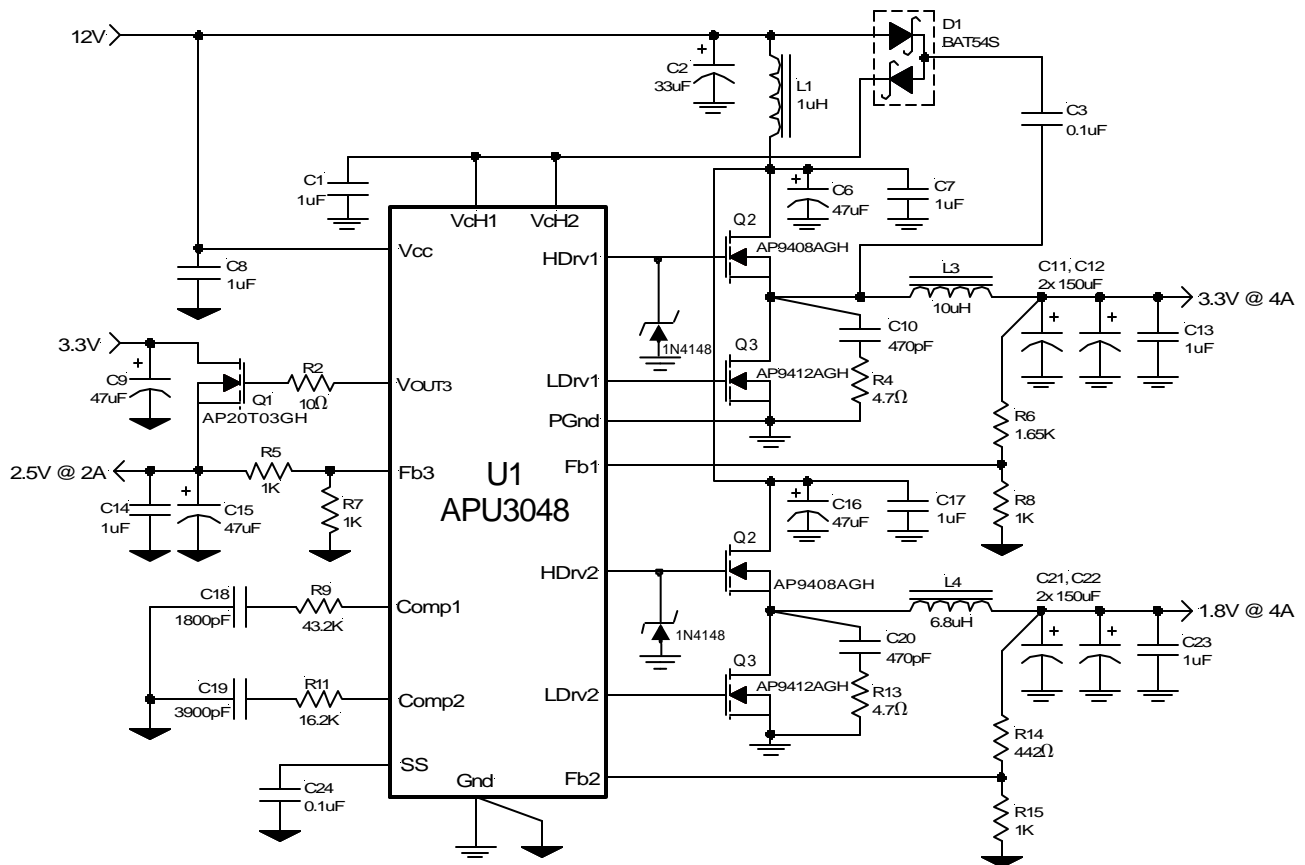 12V
D1
BAT54S
C2
33uF
L1
1uH
C3
0.1uF
C1
1uF
VcH1
VcH2
C6
47uF
C7
1uF
Q2
AP9408AGH
Vcc
HDrv1
C8
1uF
L3
10uH
C11, C12
2x 150uF
3.3V @ 4A
3.3V
C9
47uF
Q1
AP20T03GH
R2
10Ω
VOUT3
1N4148
C10
470pF
C13
1uF
Q3
AP9412AGH
LDrv1
R4
4.7Ω
PGnd
R6
1.65K
2.5V @ 2A
R5
1K
Fb3
Fb1
U1
APU3048
C14
1uF
C15
47uF
R7
1K
C16
47uF
C17
1uF
R8
1K
Q2
AP9408AGH
HDrv2
L4
6.8uH
C21, C22
2x 150uF
1.8V @ 4A
C18
1800pF
R9
43.2K
Comp1
1N4148
C20
470pF
C23
1uF
C19
3900pF
R11
16.2K
Comp2
Q3
AP9412AGH
LDrv2
R13
4.7Ω
R14
442Ω
SS
Gnd
Fb2
C24
0.1uF
R15
1K